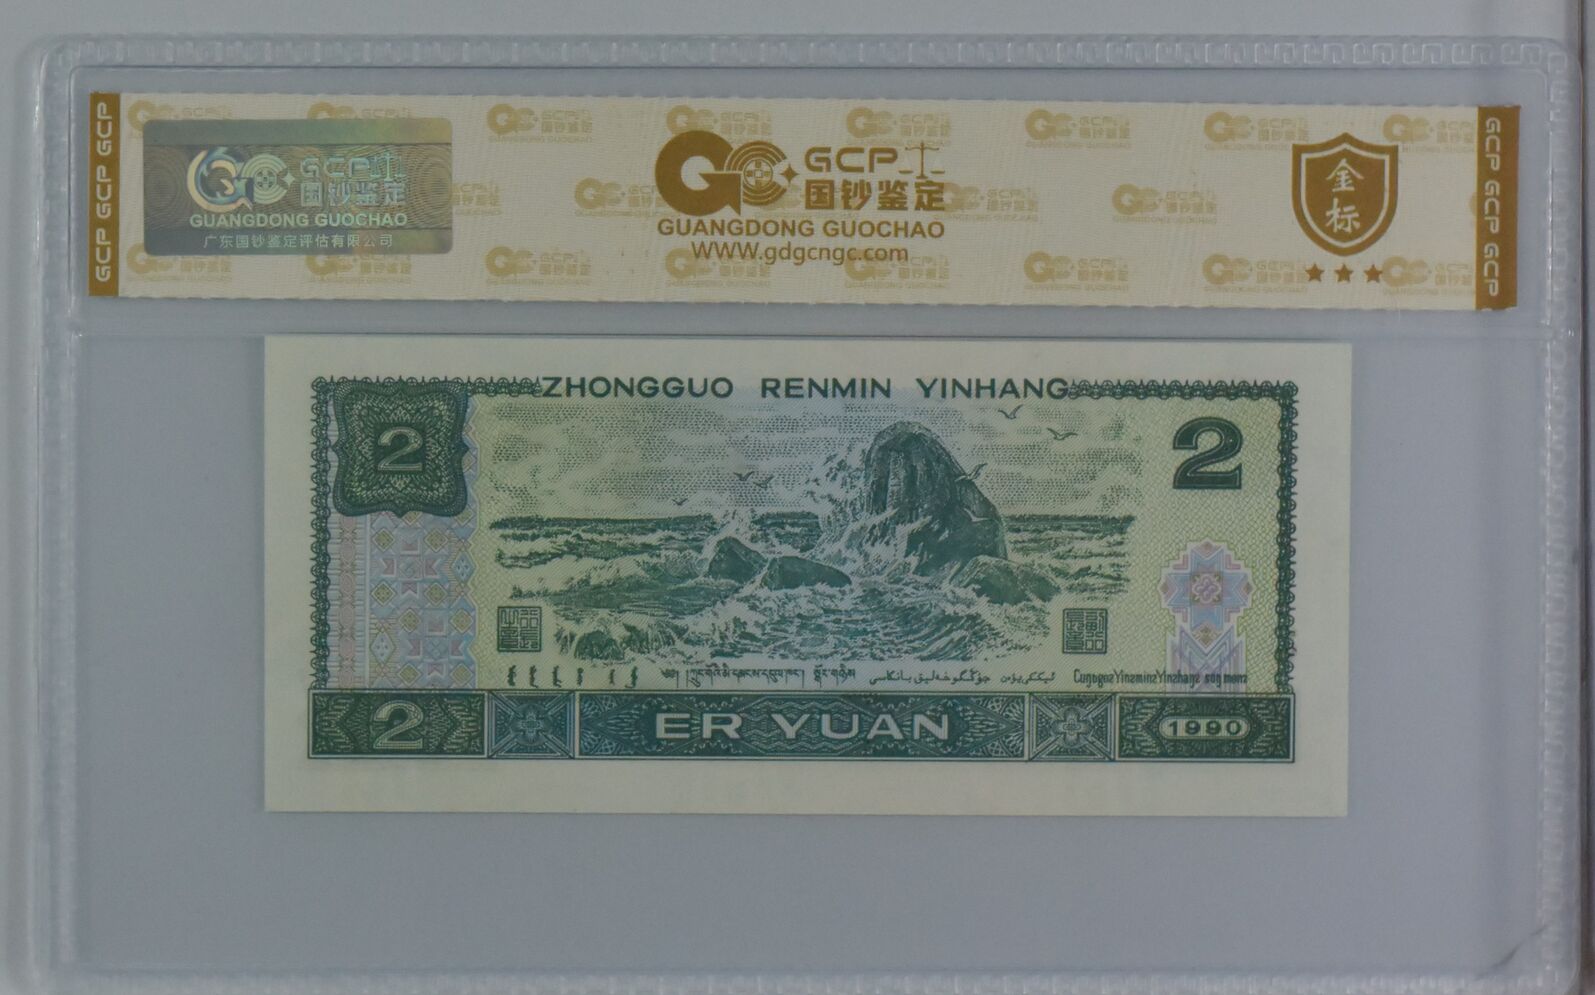 GCP GCP GCP
GCP
国钞鉴定
GUANGDONG GUOCHAO
广东国钞鉴定评估有限公司
GCP
国钞鉴定
GUANGDONG GUOCHAO
WWW.gdgcngc.com
金标
GCP GCP GCP
ZHONGGUO RENMIN YINHANG
2
2
2
ER YUAN
1990